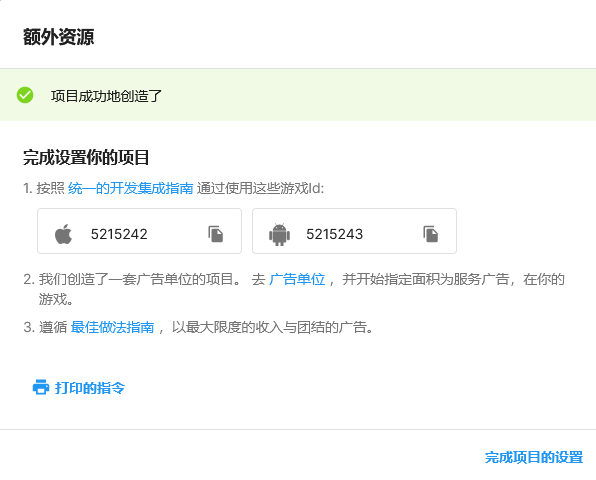 额外资源
项目成功地创造了
完成设置你的项目
1. 按照 统一的开发集成指南 通过使用这些游戏Id:
5215242
5215243
2. 我们创造了一套广告单位的项目。 去 广告单位 ，并开始指定面积为服务广告，在你的
游戏。
3. 遵循 最佳做法指南 ，以最大限度的收入与团结的广告。
打印的指令
完成项目的设置